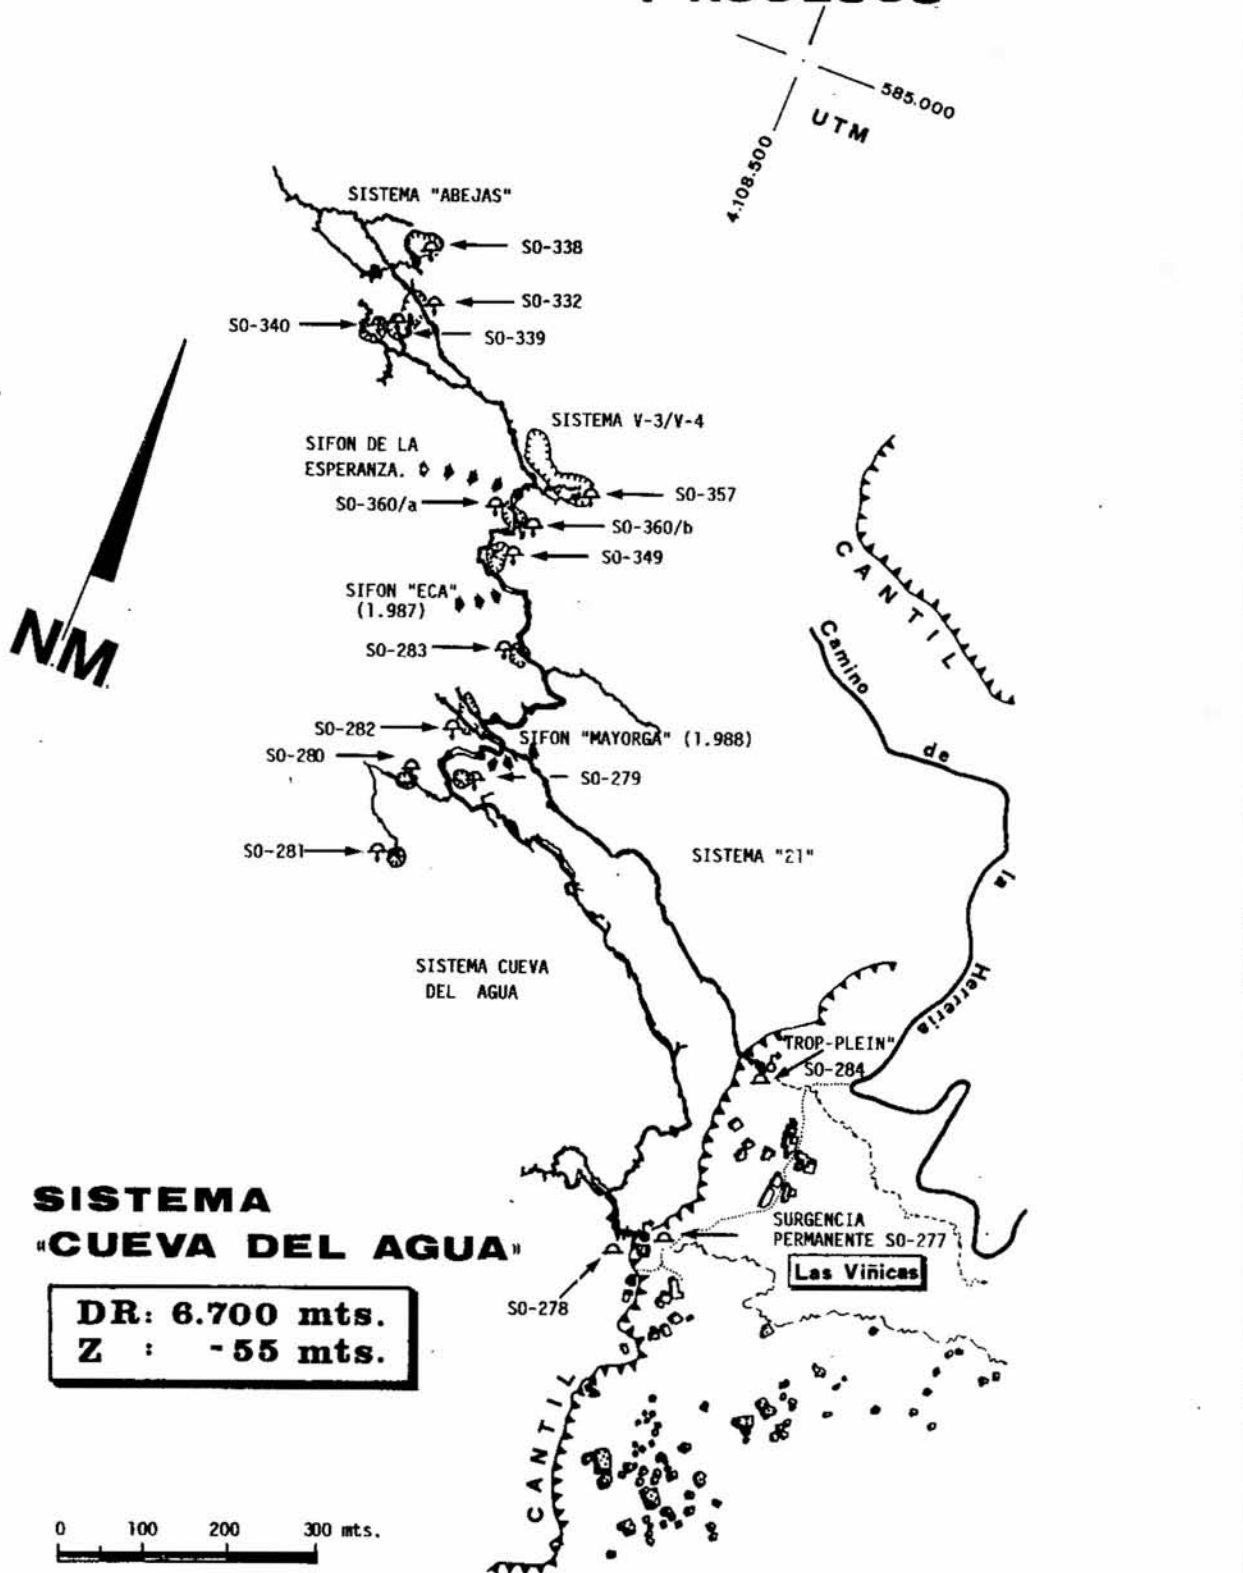 585.000
UTM
4.108.500
SISTEMA "ABEJAS"
SO-338
SO-332
SO-340
SO-339
SISTEMA V-3/V-4
SIFON DE LA
ESPERANZA.
SO-357
SO-360/a
SO-360/b
SO-349
CANTIL
SIFON "ECA"
(1.987)
NM.
Camino de la Herreria
SO-283
SO-282
SIFON "MAYORGA" (1.988)
SO-280
SO-279
SO-281
SISTEMA "21"
SISTEMA CUEVA
DEL AGUA
"TROP-PLEIN"
SO-284
SISTEMA
"CUEVA DEL AGUA"
SURGENCIA
PERMANENTE SO-277
Las Viñicas
SO-278
DR: 6.700 mts.
Z : -55 mts.
CANTIL
0 100 200 300 mts.